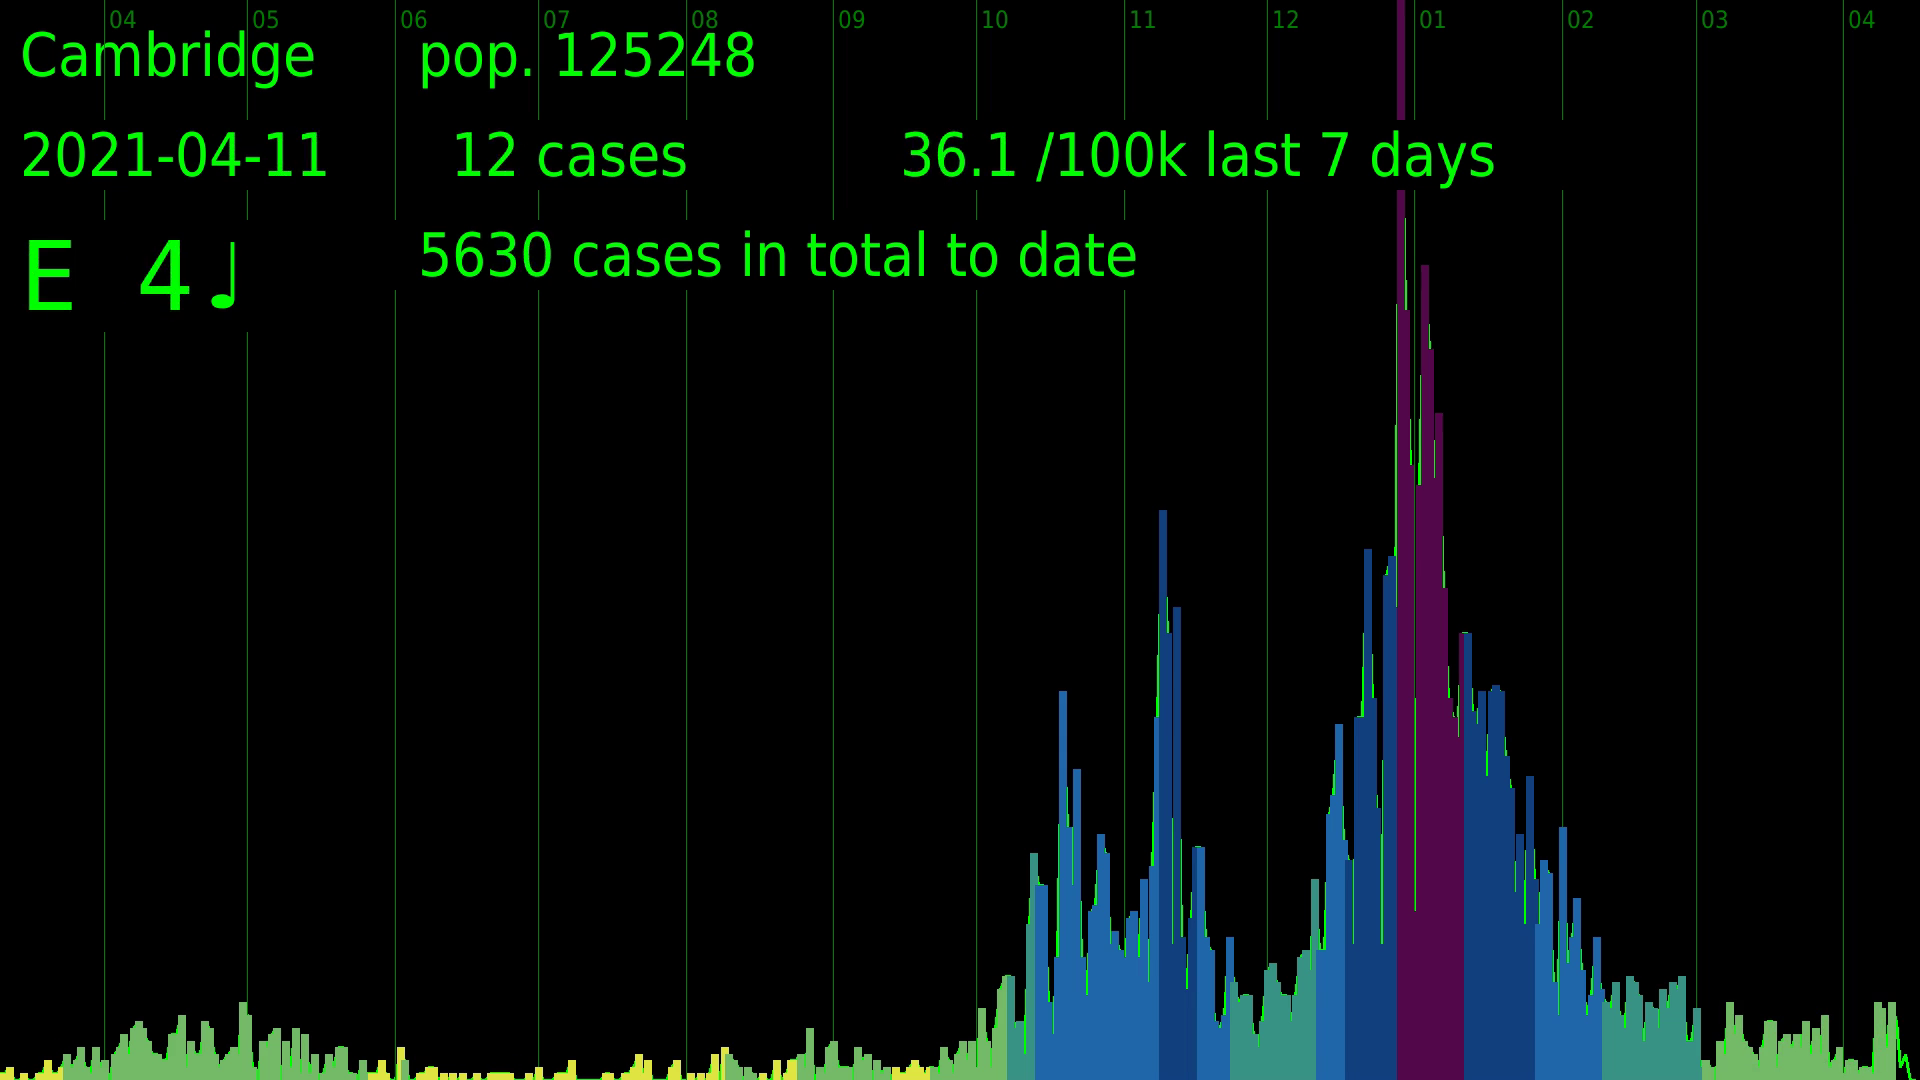 04 05 06 07 08 09 10 11 12 01 02 03 04
Cambridge pop. 125248
2021-04-11 12 cases 36.1 /100k last 7 days
E 4♩ 5630 cases in total to date